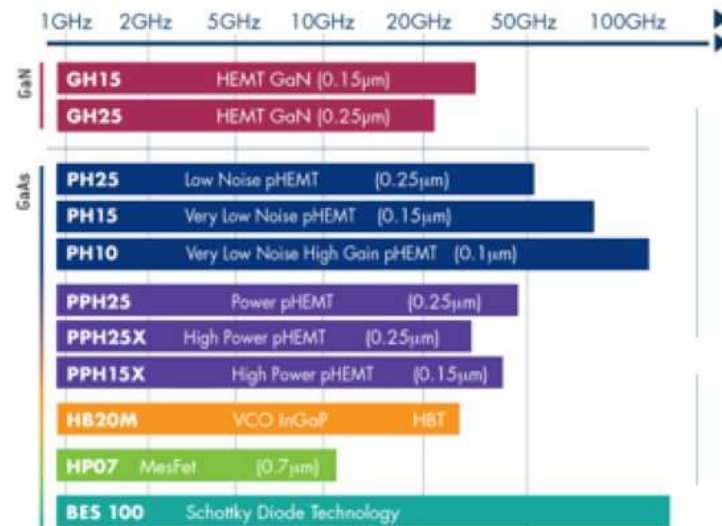 1GHz 2GHz 5GHz 10GHz 20GHz 50GHz 100GHz
GaN
GH15 HEMT GaN (0.15µm)
GH25 HEMT GaN (0.25µm)
GaAs
PH25 Low Noise pHEMT (0.25µm)
PH15 Very Low Noise pHEMT (0.15µm)
PH10 Very Low Noise High Gain pHEMT (0.1µm)
PPH25 Power pHEMT (0.25µm)
PPH25X High Power pHEMT (0.25µm)
PPH15X High Power pHEMT (0.15µm)
HB20M VCO InGaP HBT
HP07 MesFet (0.7µm)
BES 100 Schottky Diode Technology